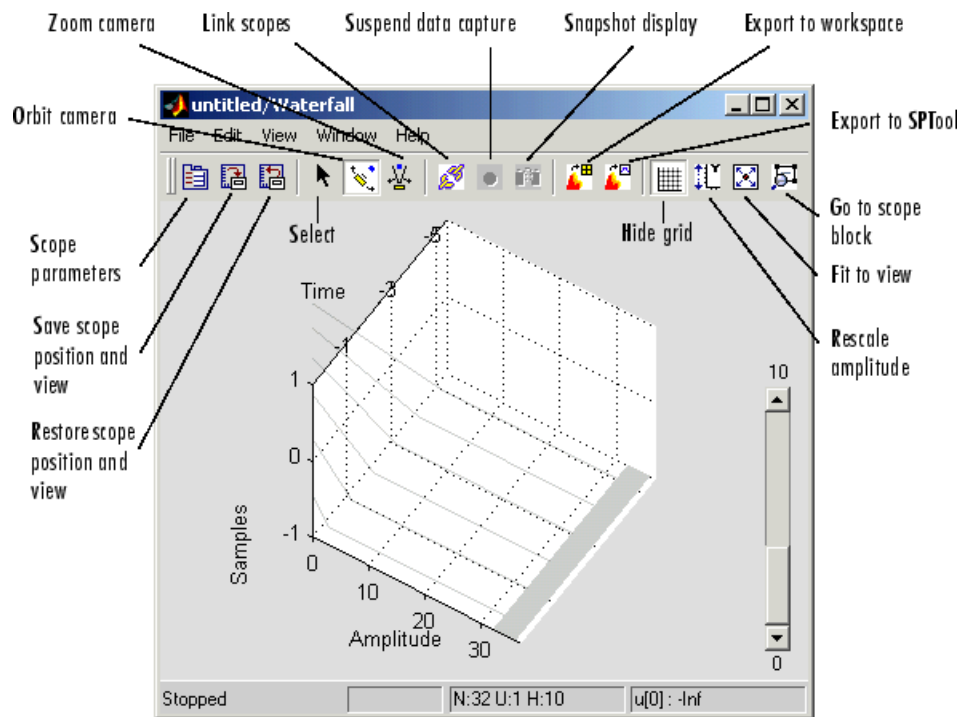 Zoom camera
Link scopes
Suspend data capture
Snapshot display
Export to workspace
Orbit camera
Export to SPTool
untitled/Waterfall
File Edit View Window Help
Select
Hide grid
Go to scope
block
Scope
parameters
Fit to view
Save scope
position and
view
Rescale
amplitude
Restore scope
position and
view
-5
-3
-1
Time
1
0
-1
Samples
0
10
20
30
Amplitude
10
0
Stopped
N:32 U:1 H:10
u[0] : -Inf